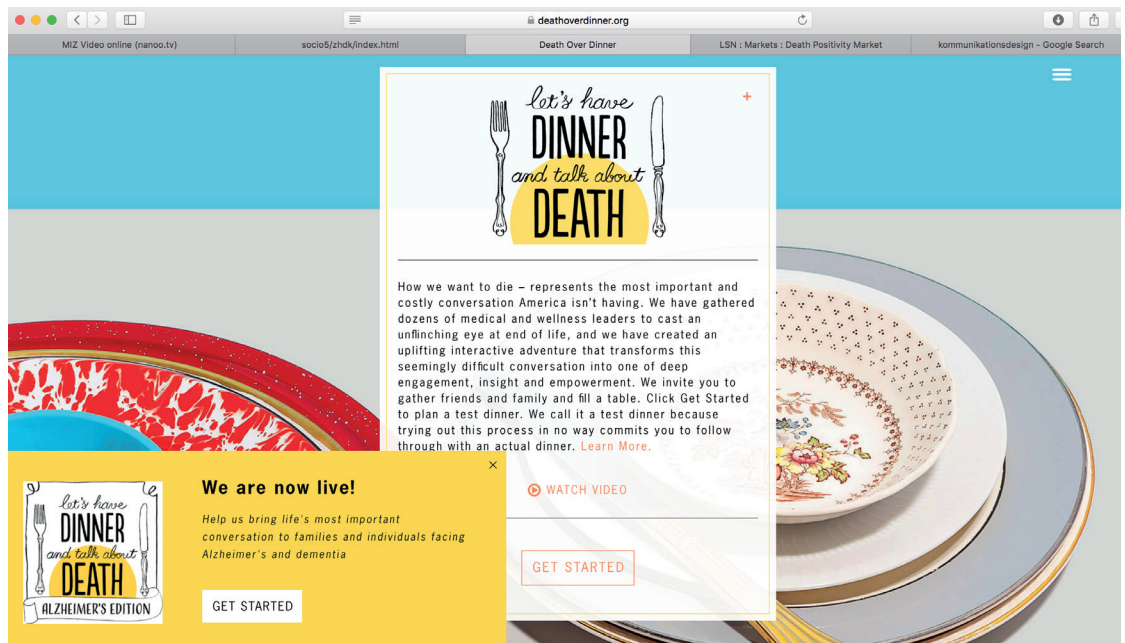 deathoverdinner.org
MIZ Video online (nanoo.tv)
socio5/zhdk/index.html
Death Over Dinner
LSN : Markets : Death Positivity Market
kommunikationsdesign - Google Search
let's have
DINNER
and talk about
DEATH
+
How we want to die – represents the most important and
costly conversation America isn't having. We have gathered
dozens of medical and wellness leaders to cast an
unflinching eye at end of life, and we have created an
uplifting interactive adventure that transforms this
seemingly difficult conversation into one of deep
engagement, insight and empowerment. We invite you to
gather friends and family and fill a table. Click Get Started
to plan a test dinner. We call it a test dinner because
trying out this process in no way commits you to follow
through with an actual dinner. Learn More.
WATCH VIDEO
GET STARTED
let's have
DINNER
and talk about
DEATH
ALZHEIMER'S EDITION
We are now live!
Help us bring life's most important
conversation to families and individuals facing
Alzheimer's and dementia
GET STARTED